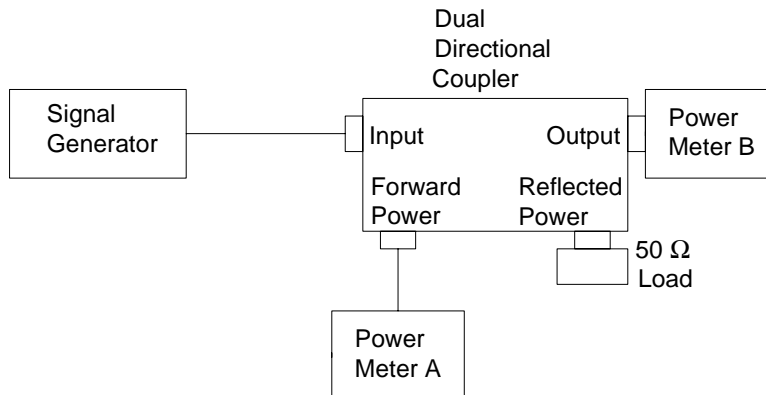 Dual
Directional
Coupler
Signal
Generator
Input
Output
Power
Meter B
Forward
Power
Reflected
Power
50 Ω
Load
Power
Meter A